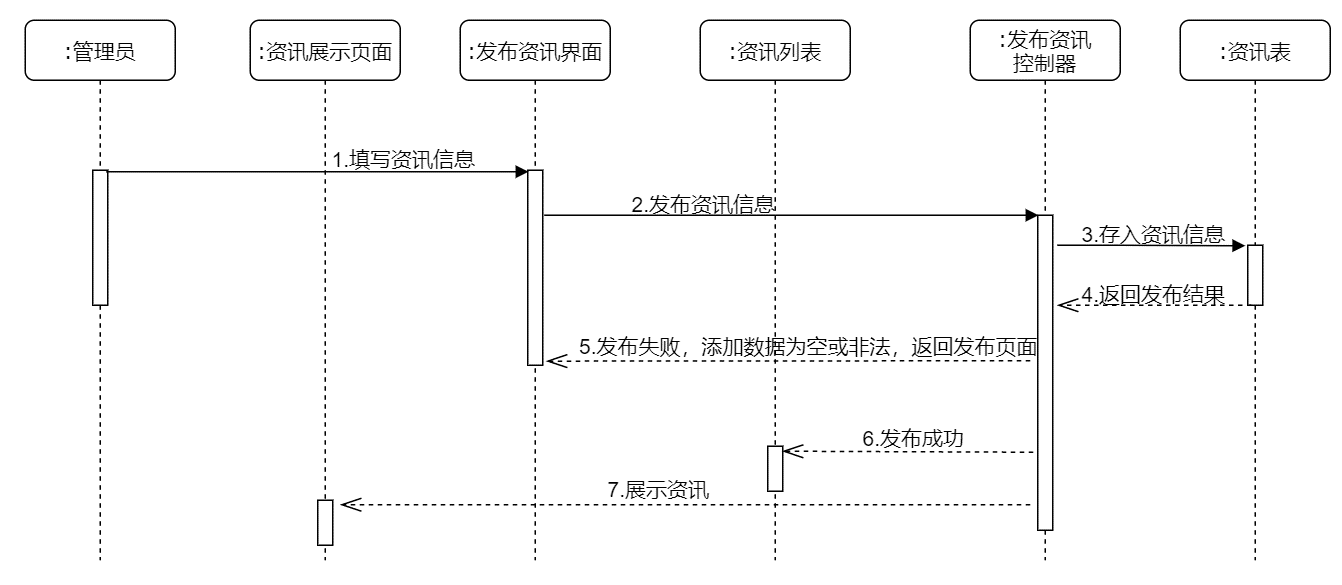 :管理员
:资讯展示页面
:发布资讯界面
:资讯列表
:发布资讯
控制器
:资讯表
1.填写资讯信息
2.发布资讯信息
3.存入资讯信息
4.返回发布结果
5.发布失败，添加数据为空或非法，返回发布页面
6.发布成功
7.展示资讯